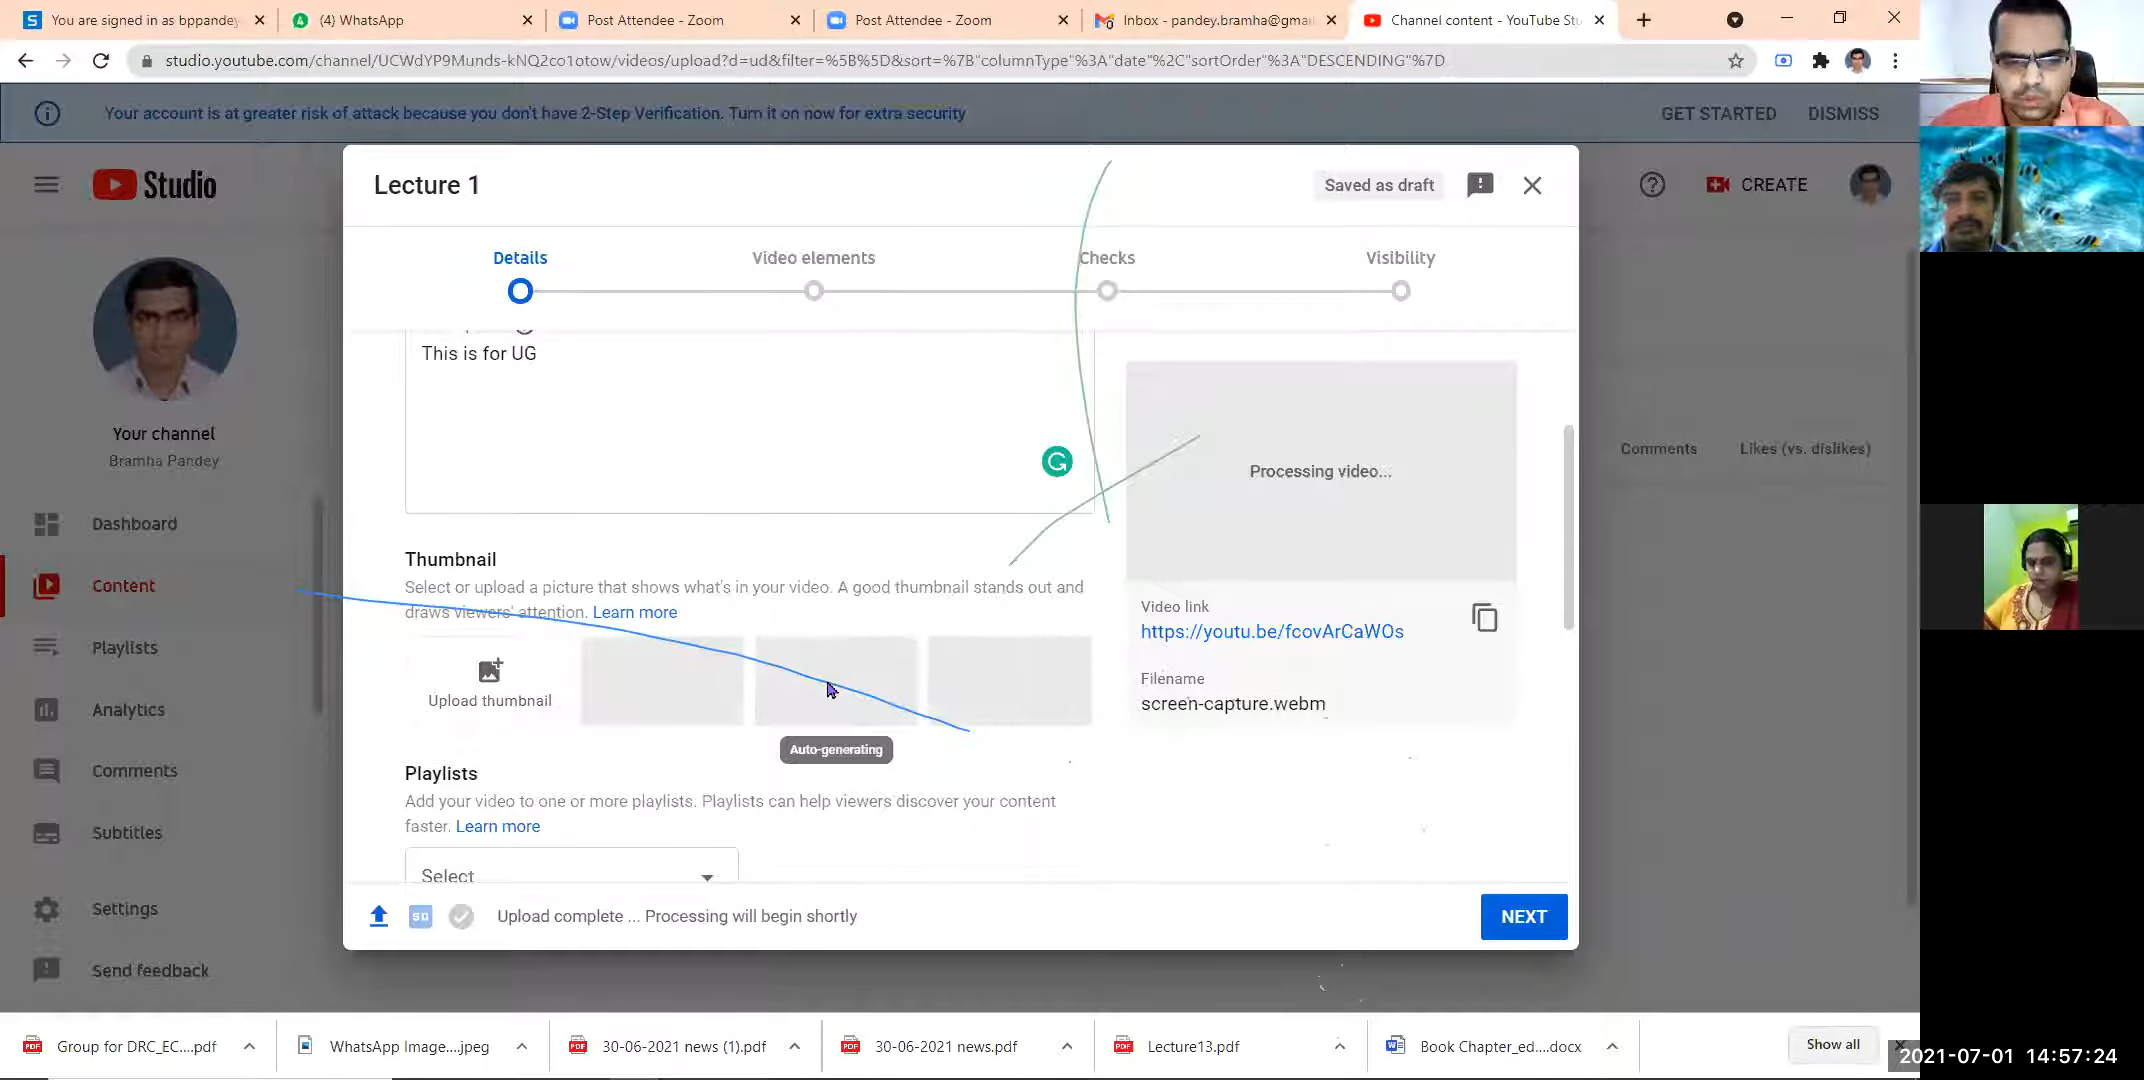 You are signed in as bppandey
(4) WhatsApp
Post Attendee - Zoom
Post Attendee - Zoom
Inbox - pandey.bramha@gmai
Channel content - YouTube Stu
studio.youtube.com/channel/UCWdYP9Munds-kNQ2co1otow/videos/upload?d=ud&filter=%5B%5D&sort=%7B"columnType"%3A"date"%2C"sortOrder"%3A"DESCENDING"%7D
Your account is at greater risk of attack because you don't have 2-Step Verification. Turn it on now for extra security
GET STARTED
DISMISS
Studio
CREATE
Lecture 1
Saved as draft
Details
Video elements
Checks
Visibility
This is for UG
Your channel
Bramha Pandey
Comments
Likes (vs. dislikes)
Processing video...
Dashboard
Content
Playlists
Analytics
Comments
Subtitles
Settings
Send feedback
Thumbnail
Select or upload a picture that shows what's in your video. A good thumbnail stands out and
draws viewers' attention. Learn more
Upload thumbnail
Auto-generating
Video link
https://youtu.be/fcovArCaWOs
Filename
screen-capture.webm
Playlists
Add your video to one or more playlists. Playlists can help viewers discover your content
faster. Learn more
Select
SD
Upload complete ... Processing will begin shortly
NEXT
PDF
Group for DRC_EC....pdf
WhatsApp Image....jpeg
PDF
30-06-2021 news (1).pdf
PDF
30-06-2021 news.pdf
PDF
Lecture13.pdf
Book Chapter_ed....docx
Show all
2021-07-01 14:57:24